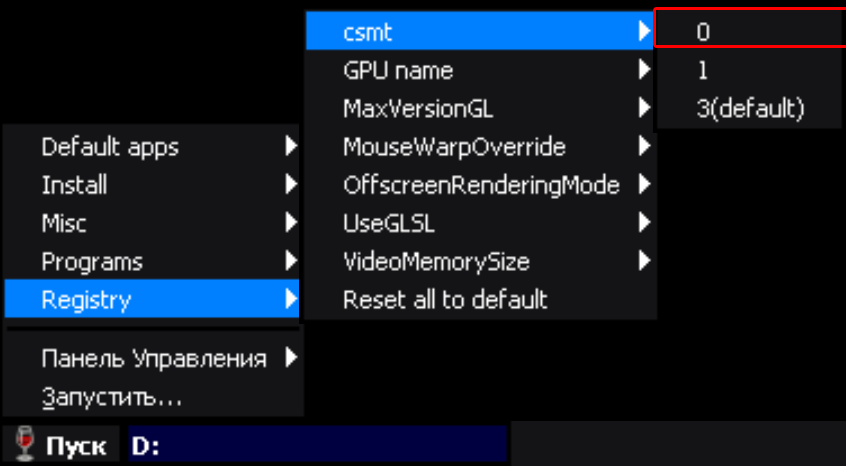 csmt
GPU name
MaxVersionGL
MouseWarpOverride
OffscreenRenderingMode
UseGLSL
VideoMemorySize
Reset all to default
0
1
3(default)
Default apps
Install
Misc
Programs
Registry
Панель Управления
Запустить...
Пуск
D: